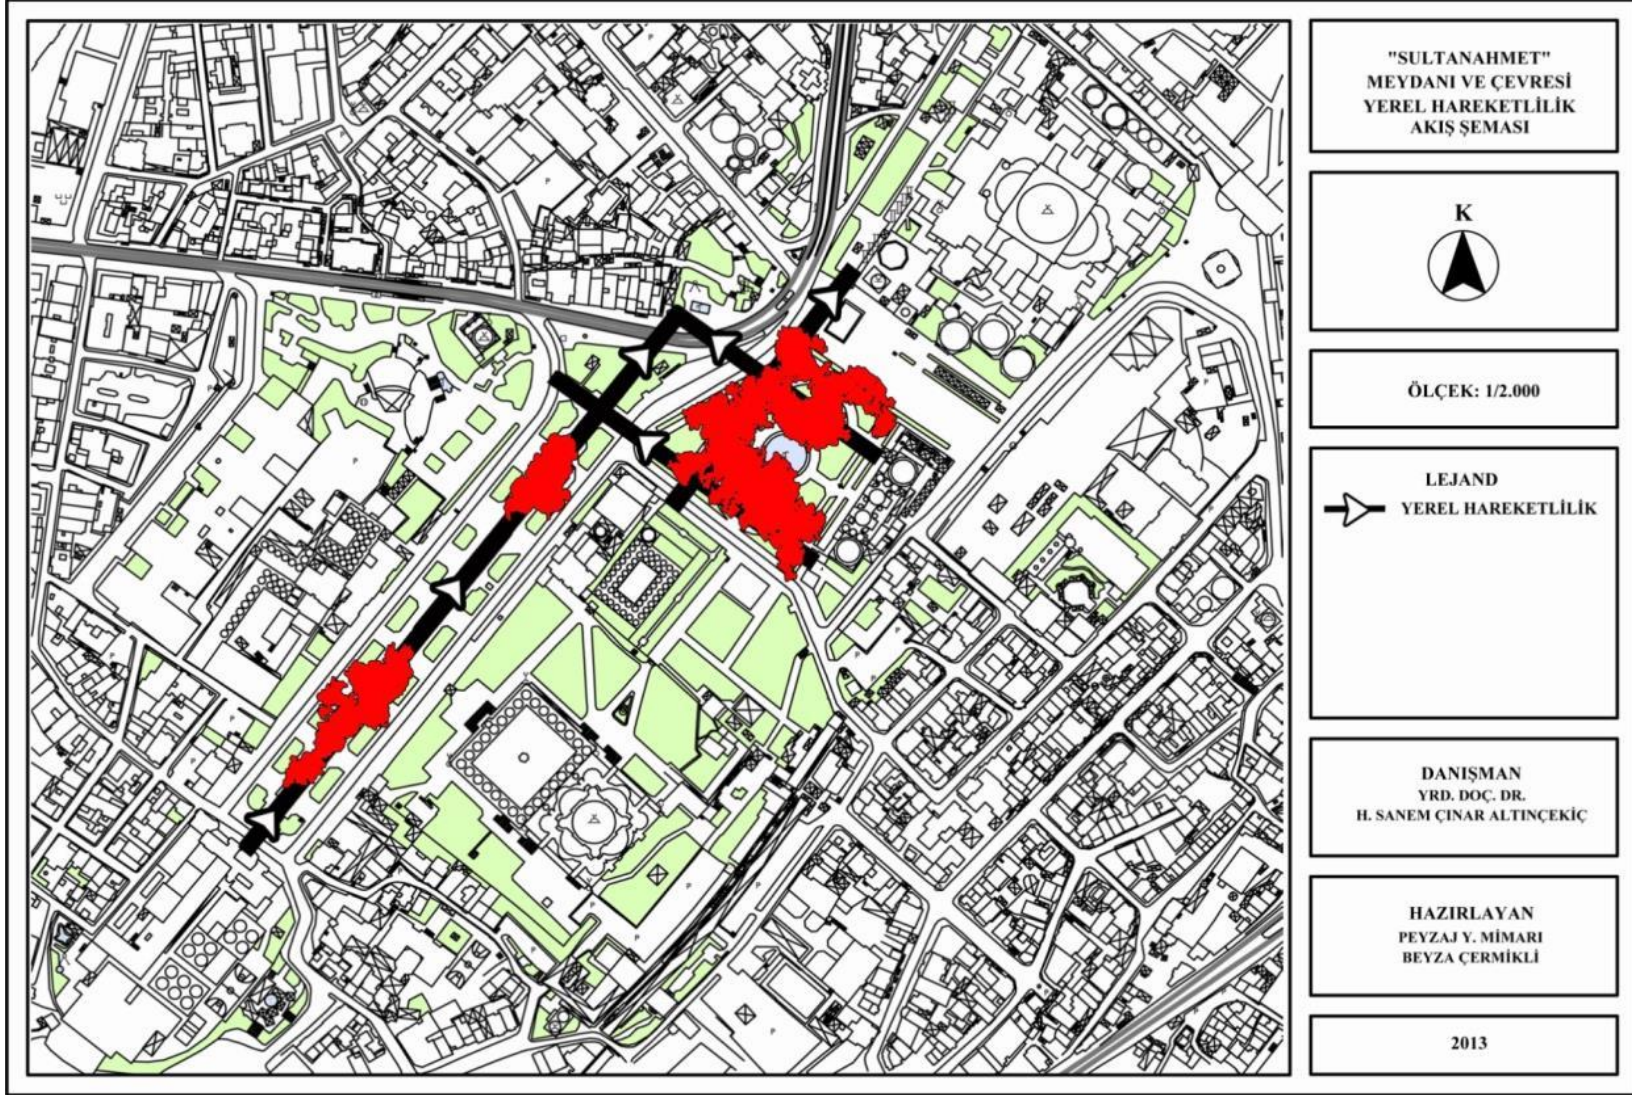 "SULTANAHMET"
MEYDANI VE ÇEVRESİ
YEREL HAREKETLİLİK
AKIŞ ŞEMASI
K
ÖLÇEK: 1/2.000
LEJAND
YEREL HAREKETLİLİK
DANIŞMAN
YRD. DOÇ. DR.
H. SANEM ÇINAR ALTINÇEKİÇ
HAZIRLAYAN
PEYZAJ Y. MİMARI
BEYZA ÇERMİKLİ
2013